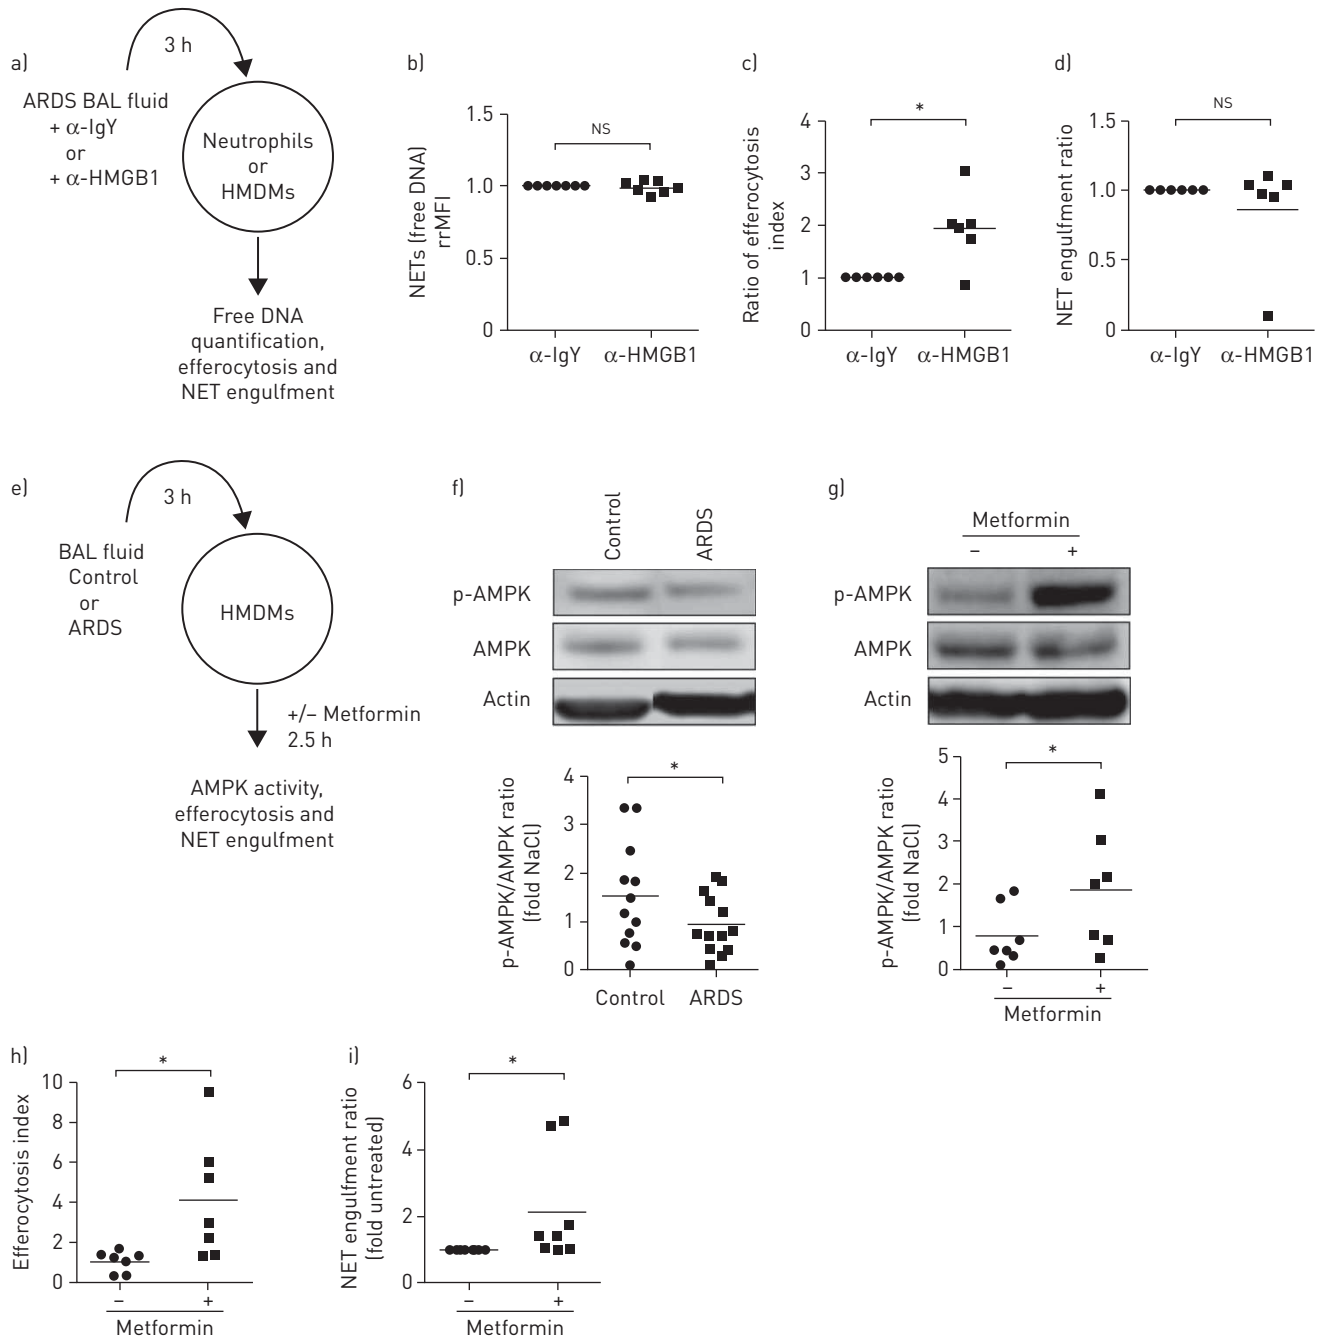 a)
3 h
ARDS BAL fluid
+ α-IgY
or
+ α-HMGB1
Neutrophils
or
HMDMs
Free DNA
quantification,
efferocytosis and
NET engulfment
b)
NETs (free DNA)
rrMFI
1.5
1.0
0.5
0
NS
α-IgY α-HMGB1
c)
Ratio of efferocytosis
index
4
3
2
1
0
*
α-IgY α-HMGB1
d)
NET engulfment ratio
1.5
1.0
0.5
0
NS
α-IgY α-HMGB1
e)
3 h
BAL fluid
Control
or
ARDS
HMDMs
+/– Metformin
2.5 h
AMPK activity,
efferocytosis and
NET engulfment
f)
Control
ARDS
p-AMPK
AMPK
Actin
p-AMPK/AMPK ratio
(fold NaCl)
4
3
2
1
0
*
Control ARDS
g)
Metformin
– +
p-AMPK
AMPK
Actin
p-AMPK/AMPK ratio
(fold NaCl)
5
4
3
2
1
0
*
– +
Metformin
h)
Efferocytosis index
10
8
6
4
2
0
*
– +
Metformin
i)
NET engulfment ratio
(fold untreated)
6
4
2
0
*
– +
Metformin